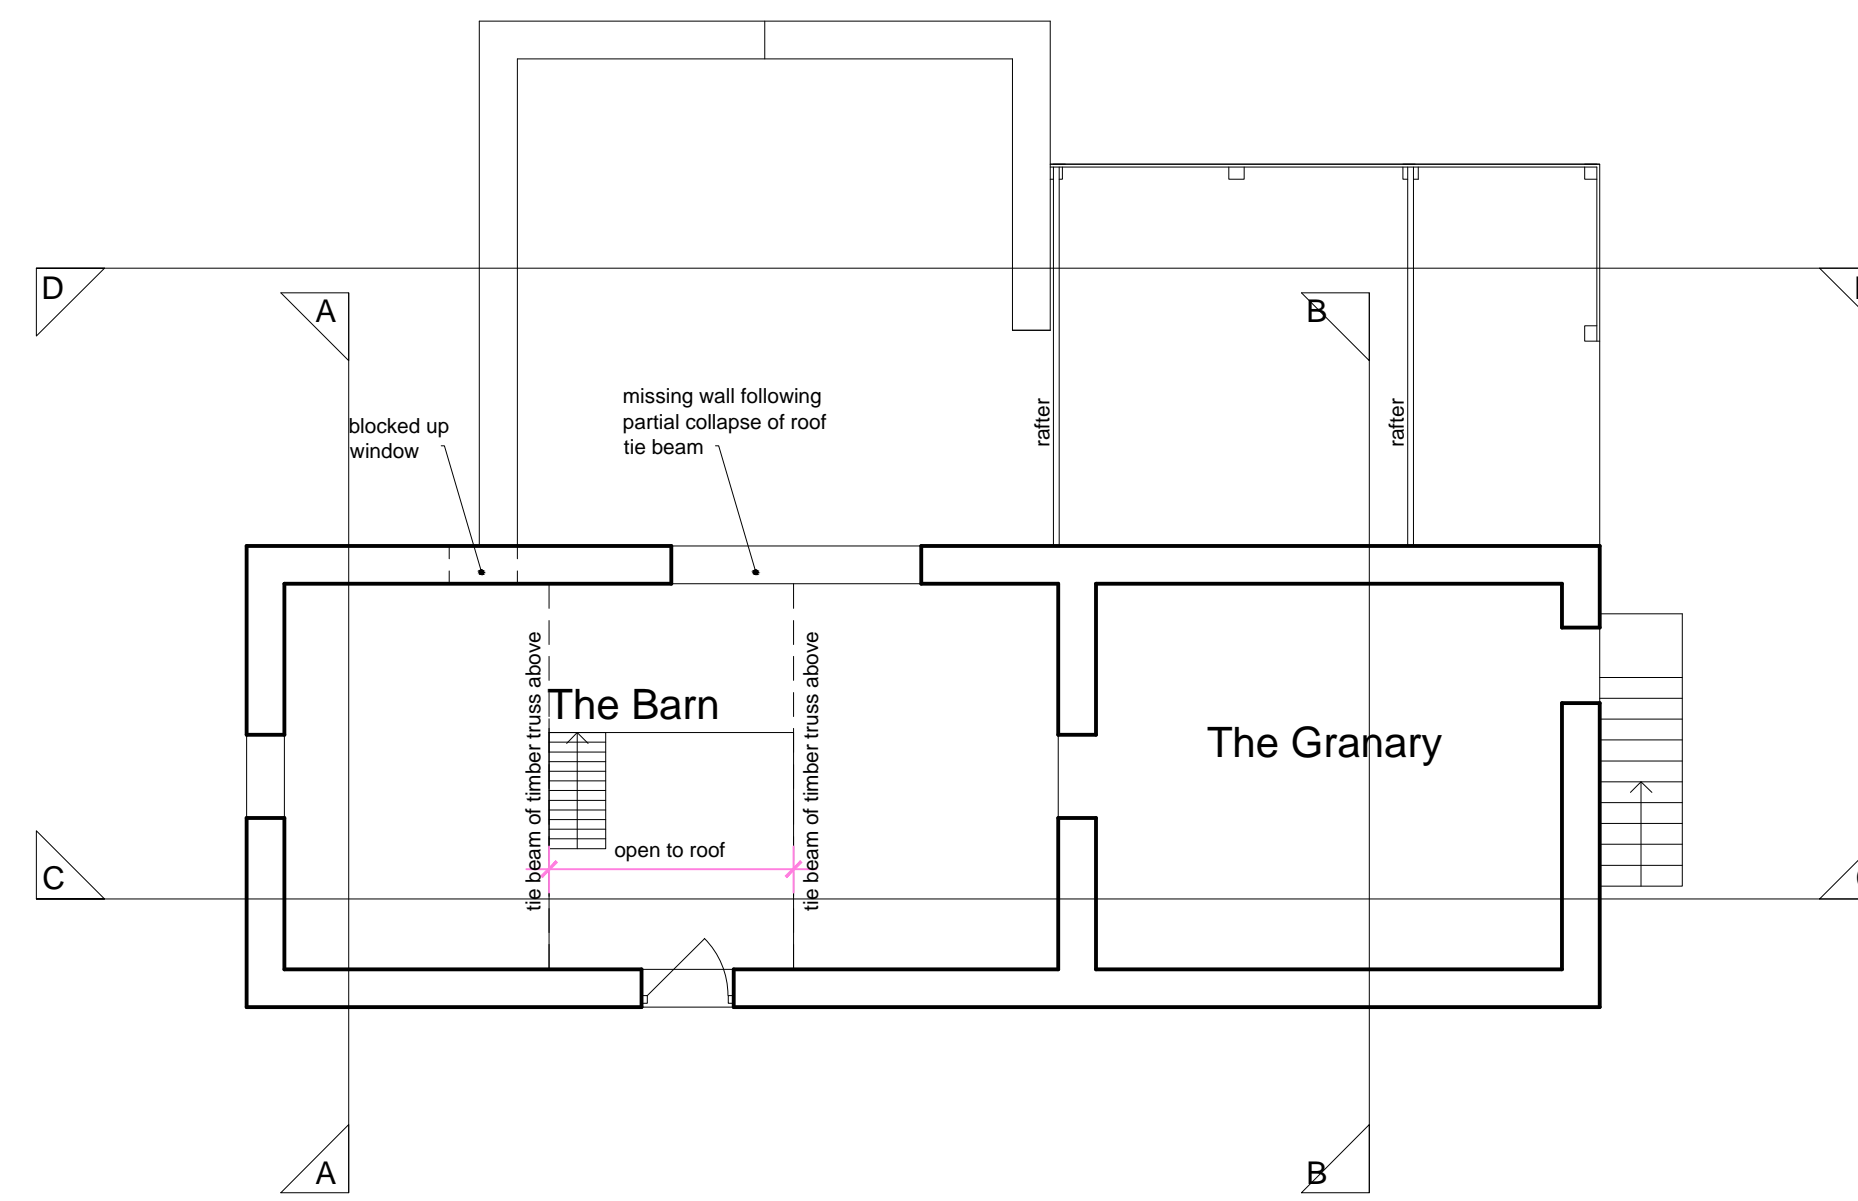 D
A
B
missing wall following
partial collapse of roof
tie beam
blocked up
window
rafter
rafter
tie beam of timber truss above
The Barn
tie beam of timber truss above
The Granary
open to roof
C
A
B